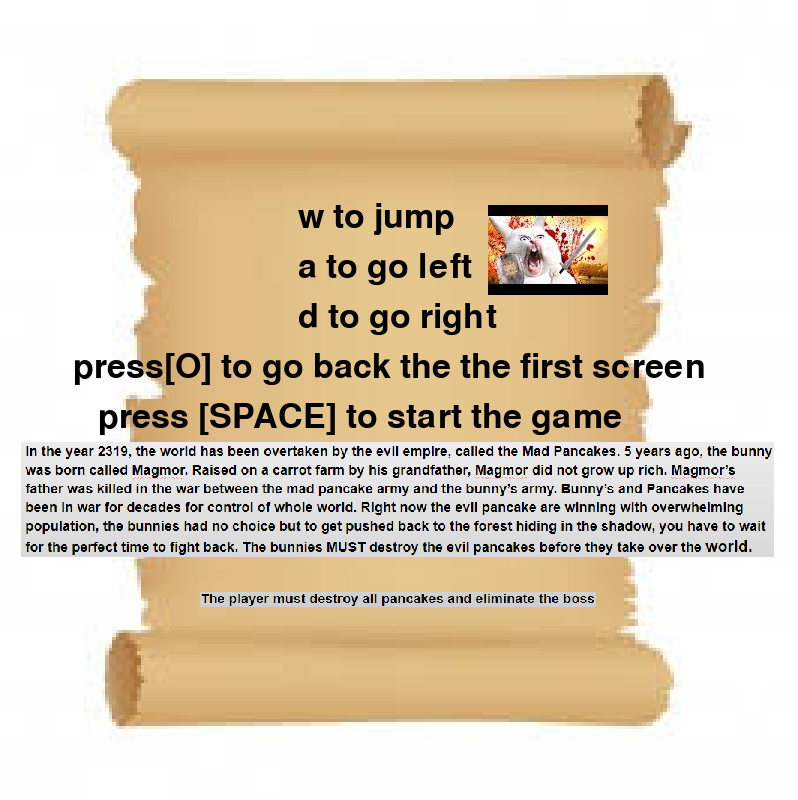 w to jump
a to go left
d to go right
press[O] to go back the the first screen
press [SPACE] to start the game
In the year 2319, the world has been overtaken by the evil empire, called the Mad Pancakes. 5 years ago, the bunny
was born called Magmor. Raised on a carrot farm by his grandfather, Magmor did not grow up rich. Magmor's
father was killed in the war between the mad pancake army and the bunny's army. Bunny's and Pancakes have
been in war for decades for control of whole world. Right now the evil pancake are winning with overwhelming
population, the bunnies had no choice but to get pushed back to the forest hiding in the shadow, you have to wait
for the perfect time to fight back. The bunnies MUST destroy the evil pancakes before they take over the world.
The player must destroy all pancakes and eliminate the boss